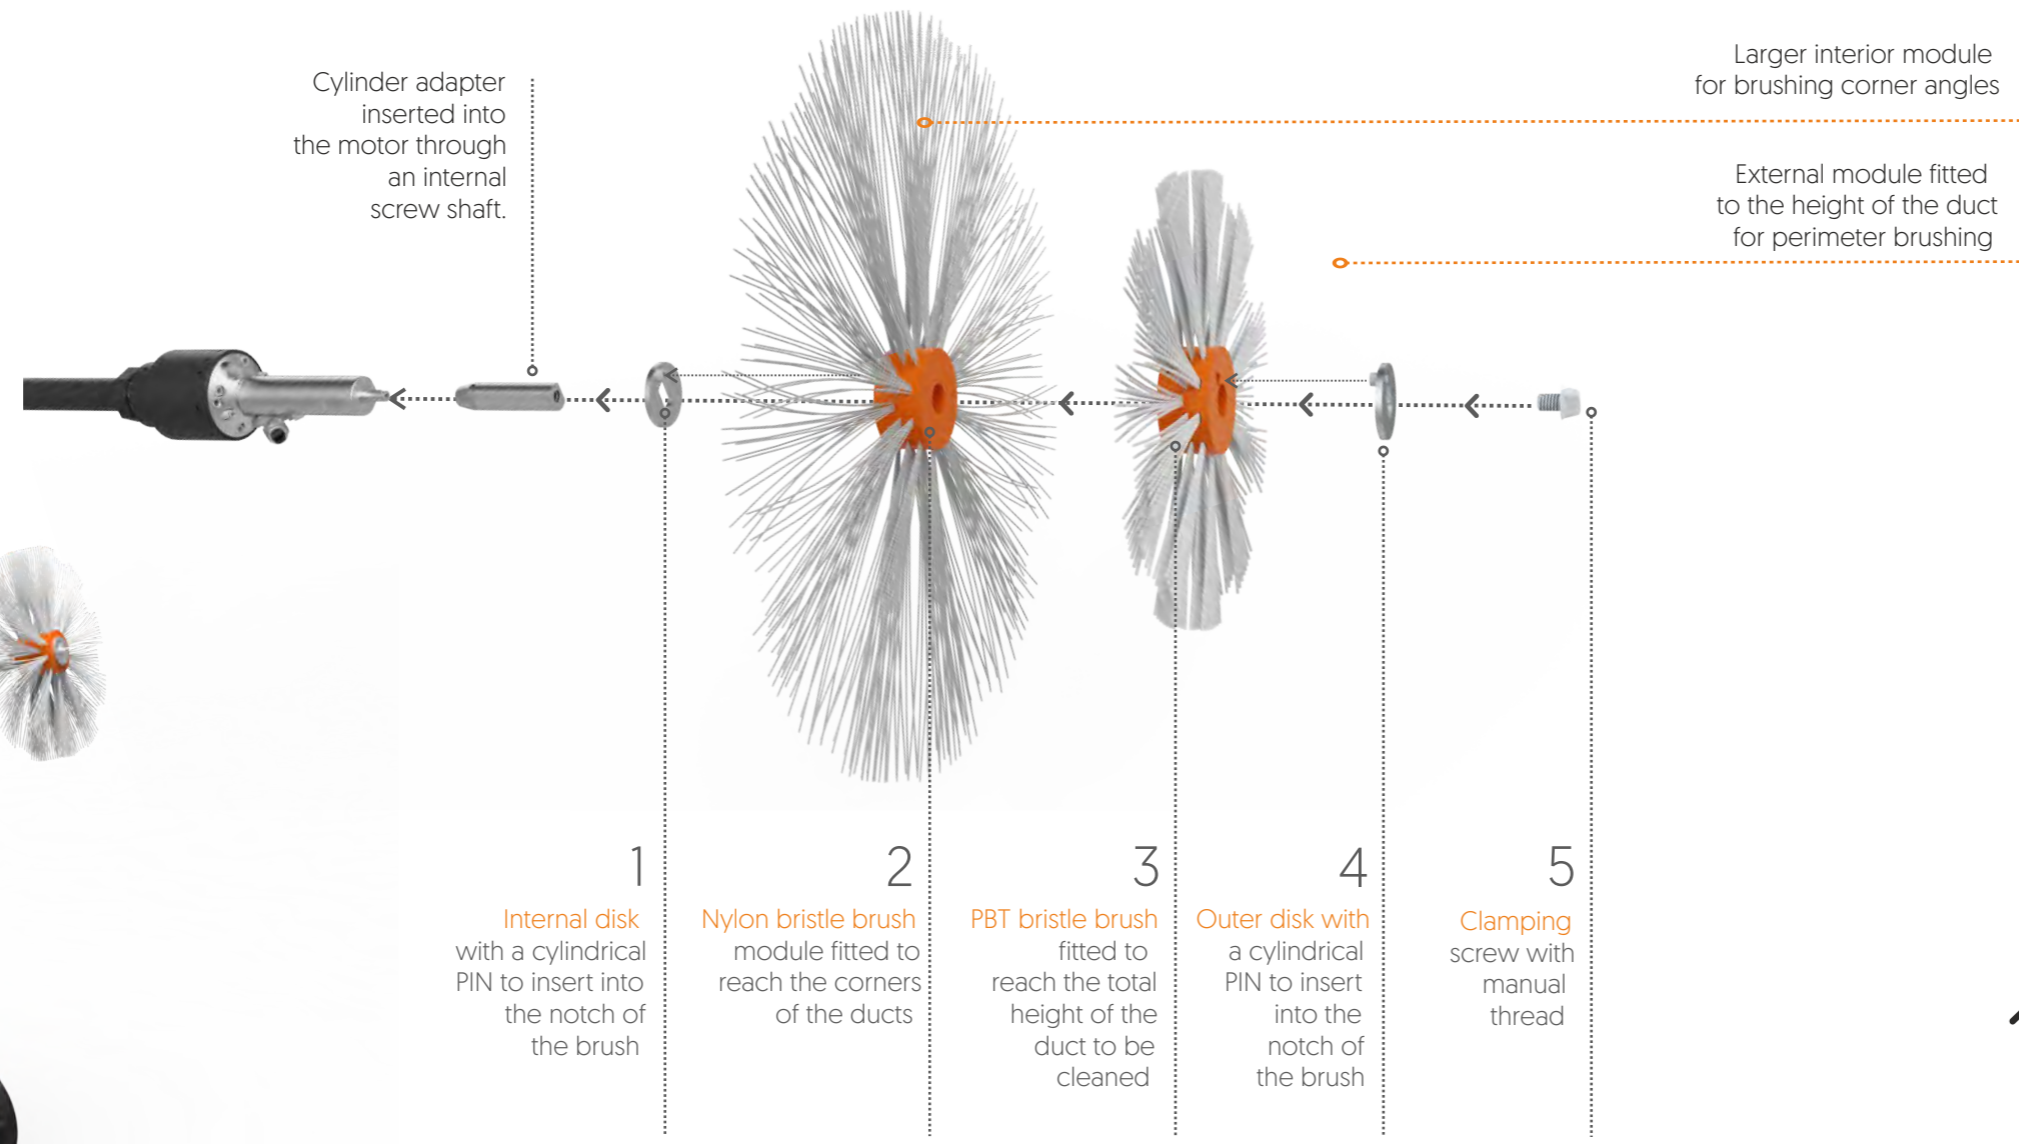 Cylinder adapter
inserted into
the motor through
an internal
screw shaft.
Larger interior module
for brushing corner angles
External module fitted
to the height of the duct
for perimeter brushing
1
Internal disk
with a cylindrical
PIN to insert into
the notch of
the brush
2
Nylon bristle brush
module fitted to
reach the corners
of the ducts
3
PBT bristle brush
fitted to
reach the total
height of the
duct to be
cleaned
4
Outer disk with
a cylindrical
PIN to insert
into the
notch of
the brush
5
Clamping
screw with
manual
thread